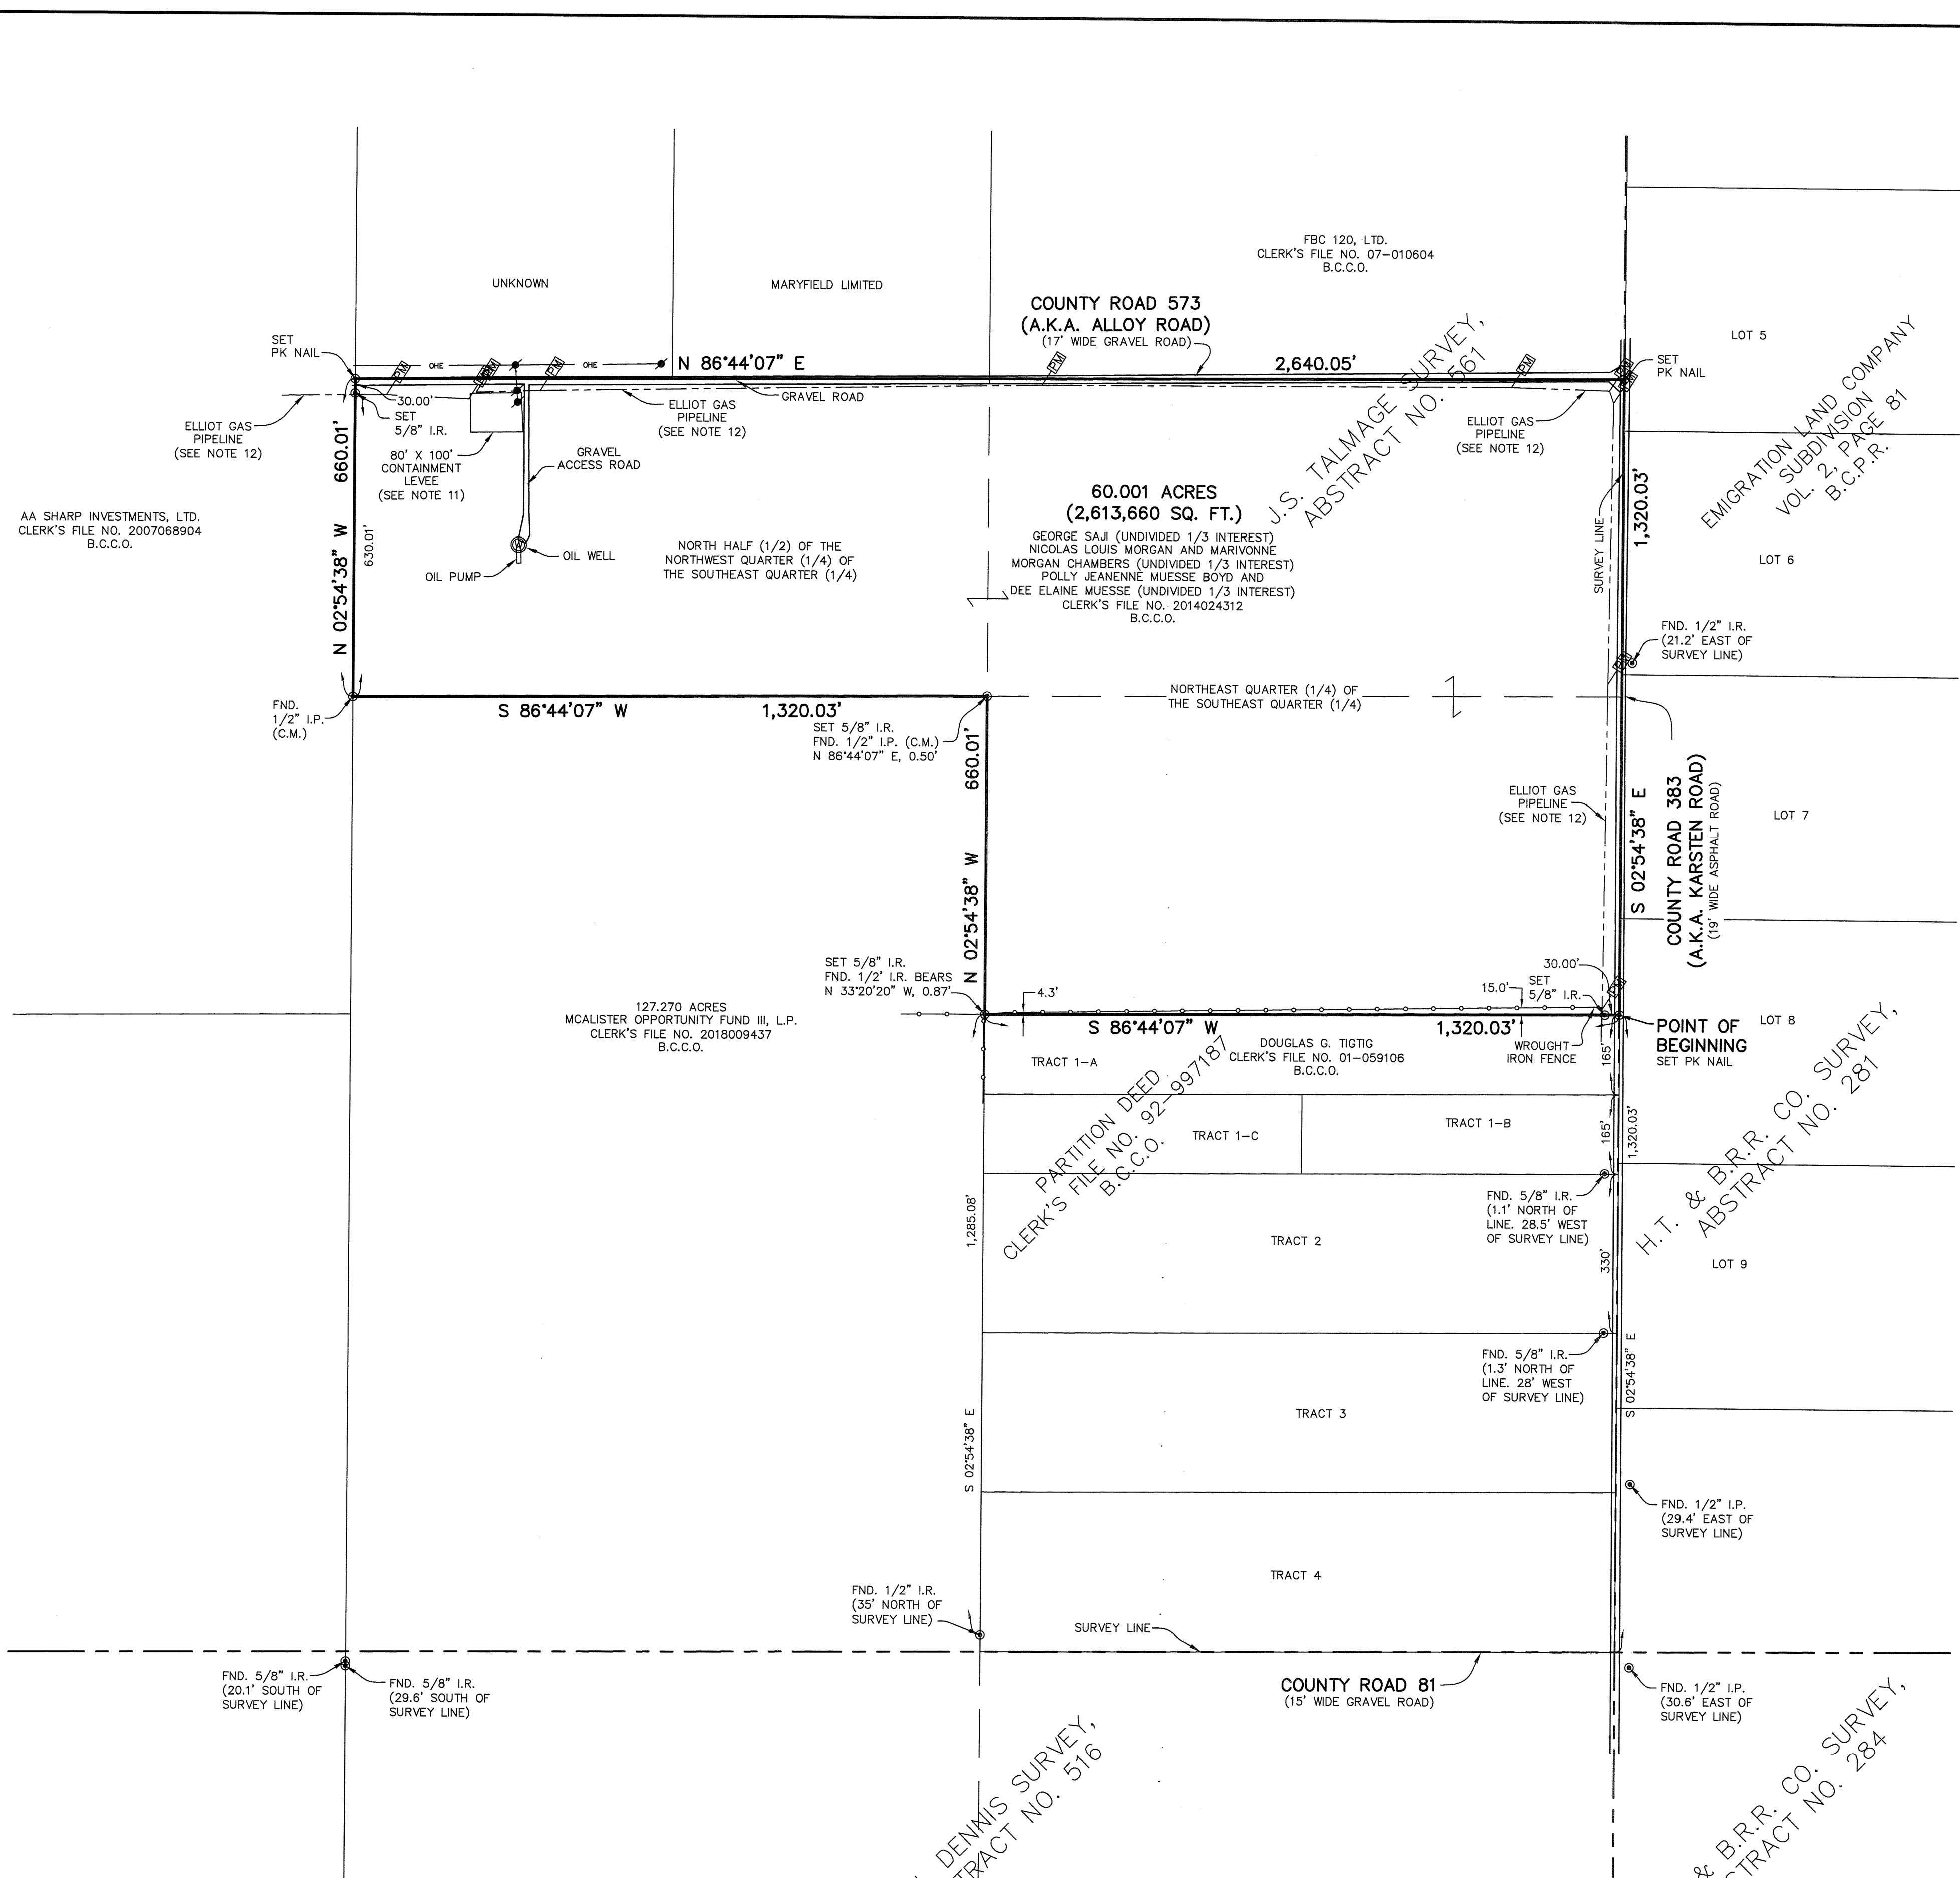 FBC 120, LTD.
CLERK'S FILE NO. 07-010604
B.C.C.O.
UNKNOWN
MARYFIELD LIMITED
COUNTY ROAD 573
(A.K.A. ALLOY ROAD)
(17' WIDE GRAVEL ROAD)
LOT 5
SET
PK NAIL
OHE
OHE
N 86°44'07" E
2,640.05'
SET
PK NAIL
PM
PM
PM
PM
PM
30.00'
SET
5/8" I.R.
GRAVEL ROAD
ELLIOT GAS
PIPELINE
(SEE NOTE 12)
ELLIOT GAS
PIPELINE
(SEE NOTE 12)
ELLIOT GAS
PIPELINE
(SEE NOTE 12)
J.S. TALMAGE SURVEY,
ABSTRACT NO. 561
EMIGRATION LAND COMPANY
SUBDIVISION
VOL. 2, PAGE 81
B.C.P.R.
80' X 100'
CONTAINMENT
LEVEE
(SEE NOTE 11)
GRAVEL
ACCESS ROAD
N 02°54'38" W 660.01'
630.01'
AA SHARP INVESTMENTS, LTD.
CLERK'S FILE NO. 2007068904
B.C.C.O.
60.001 ACRES
(2,613,660 SQ. FT.)
GEORGE SAJI (UNDIVIDED 1/3 INTEREST)
NICOLAS LOUIS MORGAN AND MARIVONNE
MORGAN CHAMBERS (UNDIVIDED 1/3 INTEREST)
POLLY JEANENNE MUESSE BOYD AND
DEE ELAINE MUESSE (UNDIVIDED 1/3 INTEREST)
CLERK'S FILE NO. 2014024312
B.C.C.O.
OIL WELL
OIL PUMP
NORTH HALF (1/2) OF THE
NORTHWEST QUARTER (1/4) OF
THE SOUTHEAST QUARTER (1/4)
SURVEY LINE
1,320.03'
LOT 6
FND. 1/2" I.R.
(21.2' EAST OF
SURVEY LINE)
PM
FND.
1/2" I.P.
(C.M.)
S 86°44'07" W
1,320.03'
NORTHEAST QUARTER (1/4) OF
THE SOUTHEAST QUARTER (1/4)
SET 5/8" I.R.
FND. 1/2" I.P. (C.M.)
N 86°44'07" E, 0.50'
N 02°54'38" W 660.01'
ELLIOT GAS
PIPELINE
(SEE NOTE 12)
S 02°54'38" E
COUNTY ROAD 383
(A.K.A. KARSTEN ROAD)
(19' WIDE ASPHALT ROAD)
LOT 7
SET 5/8" I.R.
FND. 1/2' I.R. BEARS
N 33°20'20" W, 0.87'
4.3'
15.0'
30.00'
SET
5/8" I.R.
PM
127.270 ACRES
MCALISTER OPPORTUNITY FUND III, L.P.
CLERK'S FILE NO. 2018009437
B.C.C.O.
S 86°44'07" W
1,320.03'
POINT OF
BEGINNING
SET PK NAIL
LOT 8
WROUGHT
IRON FENCE
DOUGLAS G. TIGTIG
CLERK'S FILE NO. 01-059106
B.C.C.O.
TRACT 1-A
165'
H.T. & B.R.R. CO. SURVEY,
ABSTRACT NO. 281
PARTITION DEED
CLERK'S FILE NO. 92-997187
B.C.C.O.
TRACT 1-C
TRACT 1-B
165'
1,320.03'
FND. 5/8" I.R.
(1.1' NORTH OF
LINE. 28.5' WEST
OF SURVEY LINE)
1,285.08'
TRACT 2
330'
LOT 9
FND. 5/8" I.R.
(1.3' NORTH OF
LINE. 28' WEST
OF SURVEY LINE)
S 02°54'38" E
TRACT 3
S 02°54'38" E
FND. 1/2" I.P.
(29.4' EAST OF
SURVEY LINE)
TRACT 4
FND. 1/2" I.R.
(35' NORTH OF
SURVEY LINE)
SURVEY LINE
FND. 5/8" I.R.
(20.1' SOUTH OF
SURVEY LINE)
FND. 5/8" I.R.
(29.6' SOUTH OF
SURVEY LINE)
COUNTY ROAD 81
(15' WIDE GRAVEL ROAD)
FND. 1/2" I.P.
(30.6' EAST OF
SURVEY LINE)
DENNIS SURVEY,
TRACT NO. 516
& B.R.R. CO. SURVEY,
STRACT NO. 284